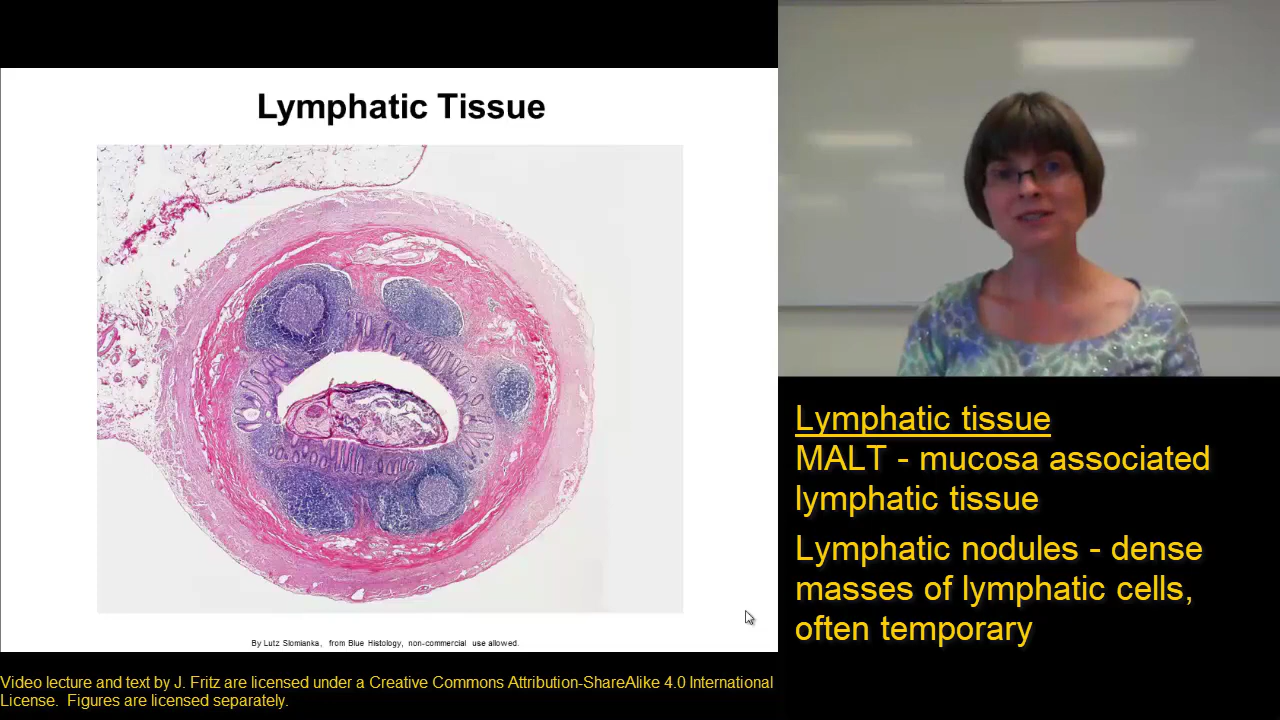 Lymphatic Tissue
By Lutz Slomianka, from Blue Histology, non-commercial use allowed.
Lymphatic tissue
MALT - mucosa associated
lymphatic tissue
Lymphatic nodules - dense
masses of lymphatic cells,
often temporary
Video lecture and text by J. Fritz are licensed under a Creative Commons Attribution-ShareAlike 4.0 International
License. Figures are licensed separately.